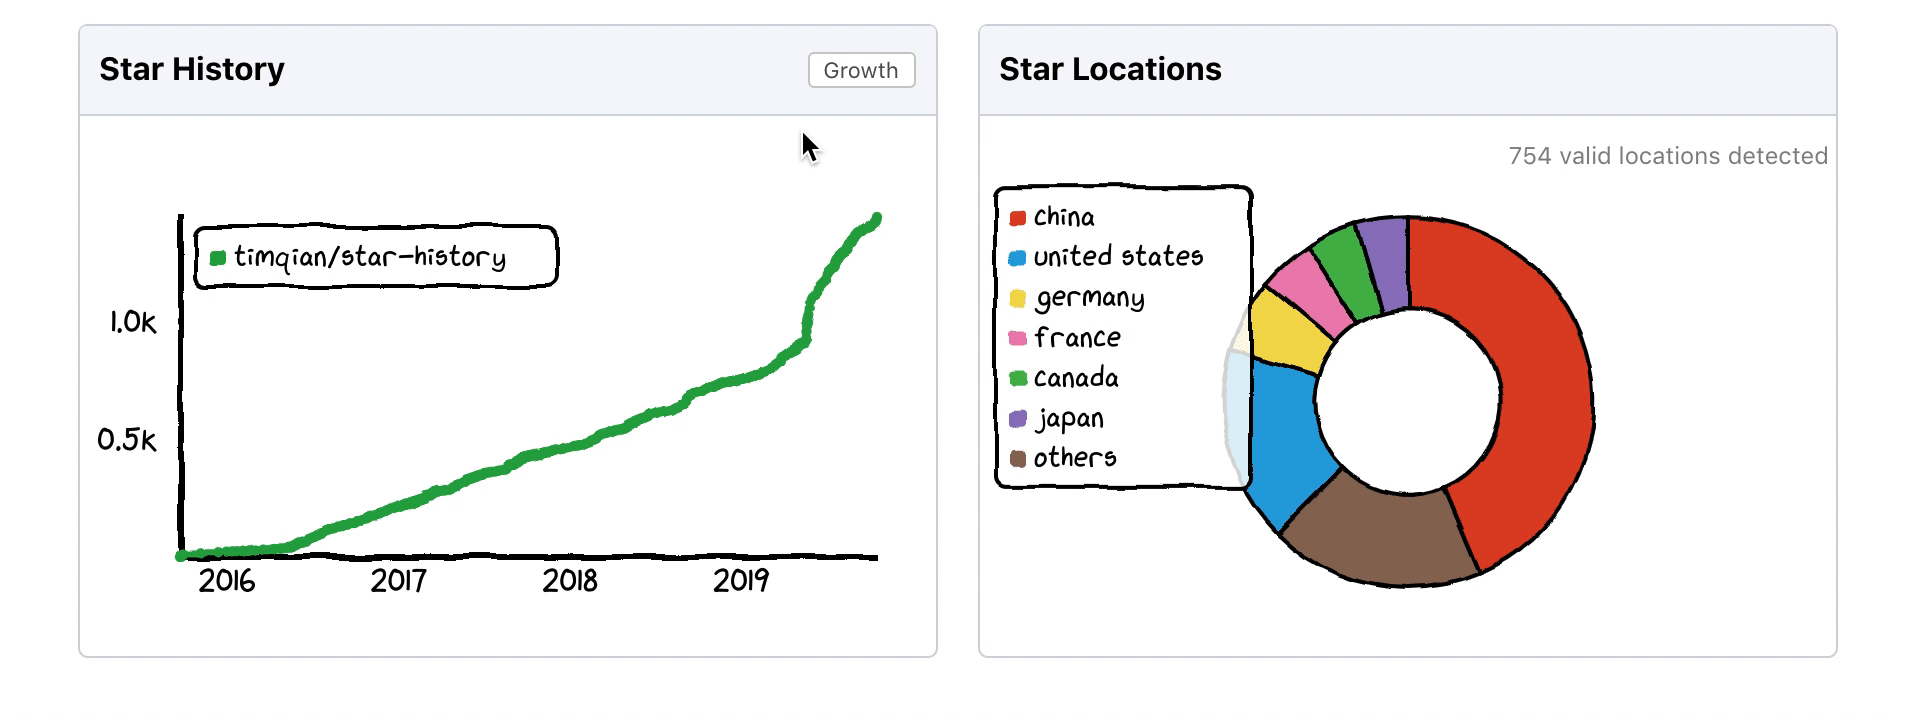 Star History
Growth
timqian/star-history
1.0K
0.5K
2016
2017
2018
2019
Star Locations
754 valid locations detected
china
united states
germany
france
canada
japan
others